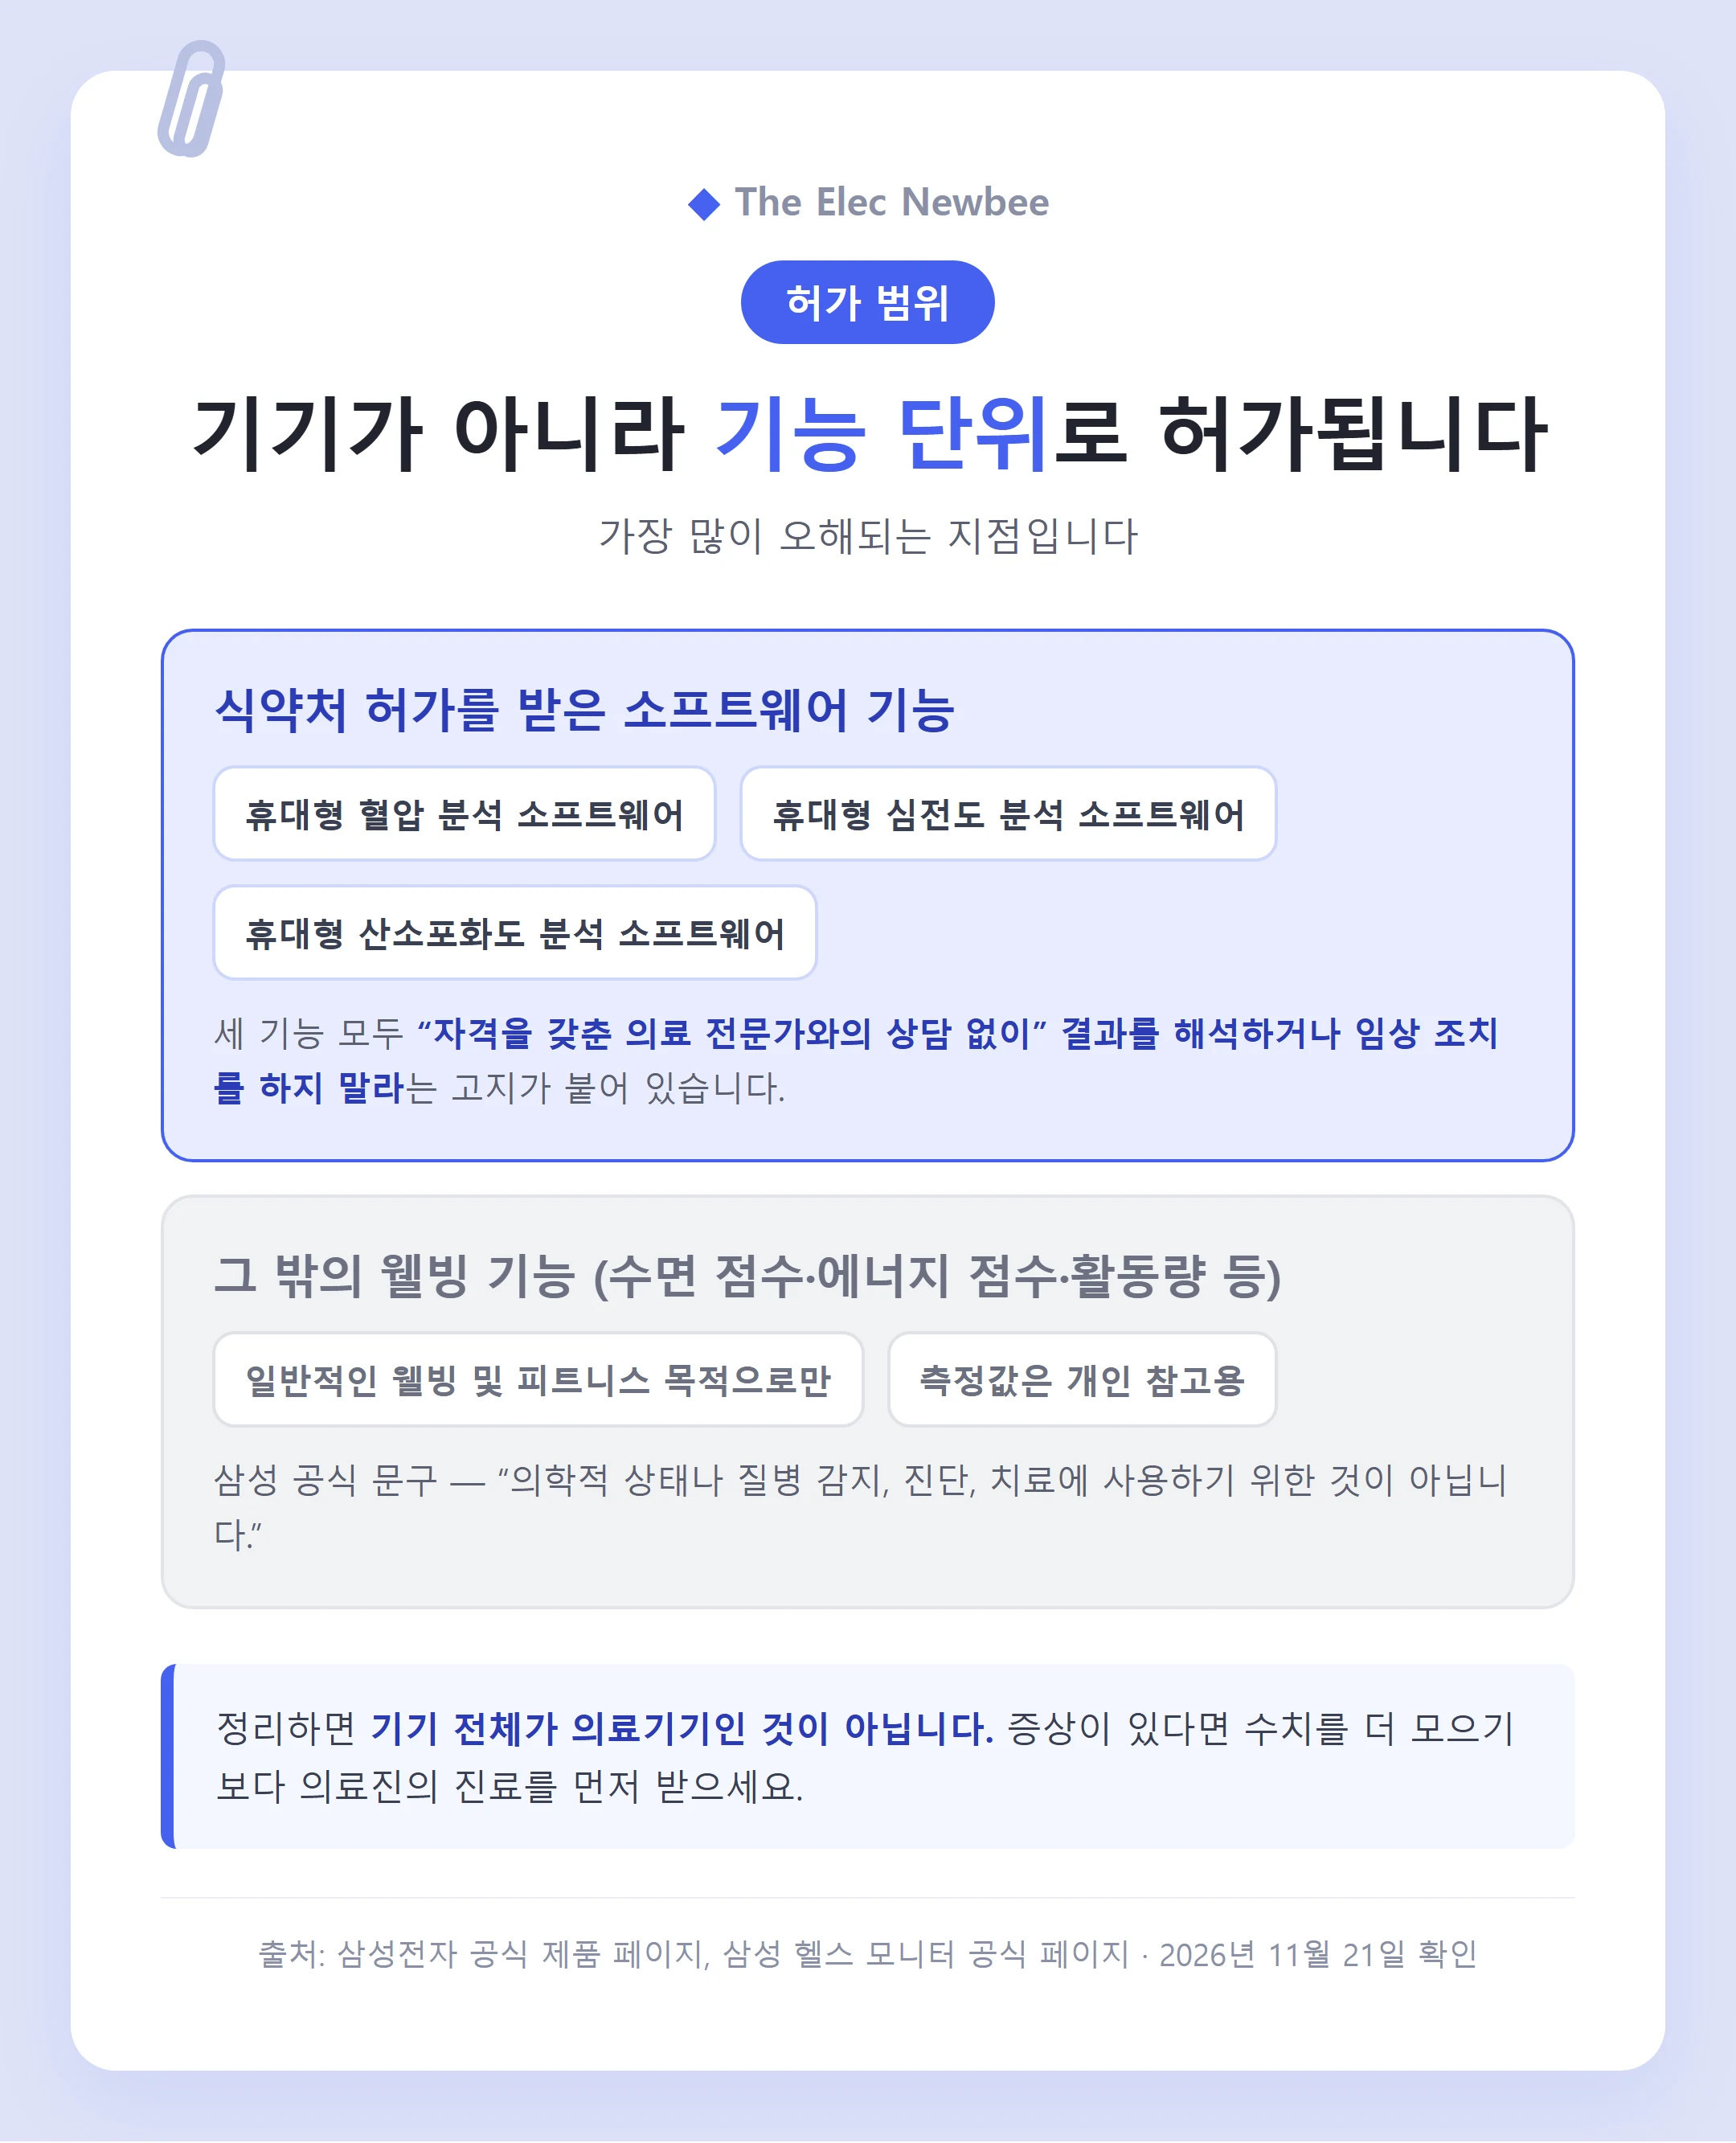 The Elec Newbee
허가 범위
기기가 아니라 기능 단위로 허가됩니다
가장 많이 오해되는 지점입니다
식약처 허가를 받은 소프트웨어 기능
휴대형 혈압 분석 소프트웨어
휴대형 심전도 분석 소프트웨어
휴대형 산소포화도 분석 소프트웨어
세 기능 모두 “자격을 갖춘 의료 전문가와의 상담 없이” 결과를 해석하거나 임상 조치
를 하지 말라는 고지가 붙어 있습니다.
그 밖의 웰빙 기능 (수면 점수·에너지 점수·활동량 등)
일반적인 웰빙 및 피트니스 목적으로만
측정값은 개인 참고용
삼성 공식 문구 — “의학적 상태나 질병 감지, 진단, 치료에 사용하기 위한 것이 아닙니
다.”
정리하면 기기 전체가 의료기기인 것이 아닙니다. 증상이 있다면 수치를 더 모으기
보다 의료진의 진료를 먼저 받으세요.
출처: 삼성전자 공식 제품 페이지, 삼성 헬스 모니터 공식 페이지 · 2026년 11월 21일 확인